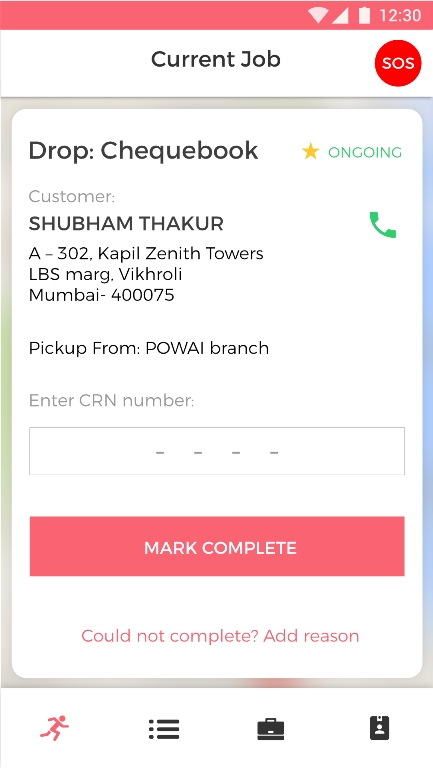 12:30
Current Job
SOS
Drop: Chequebook
ONGOING
Customer:
SHUBHAM THAKUR
A – 302, Kapil Zenith Towers
LBS marg, Vikhroli
Mumbai- 400075
Pickup From: POWAI branch
Enter CRN number:
- - - -
MARK COMPLETE
Could not complete? Add reason